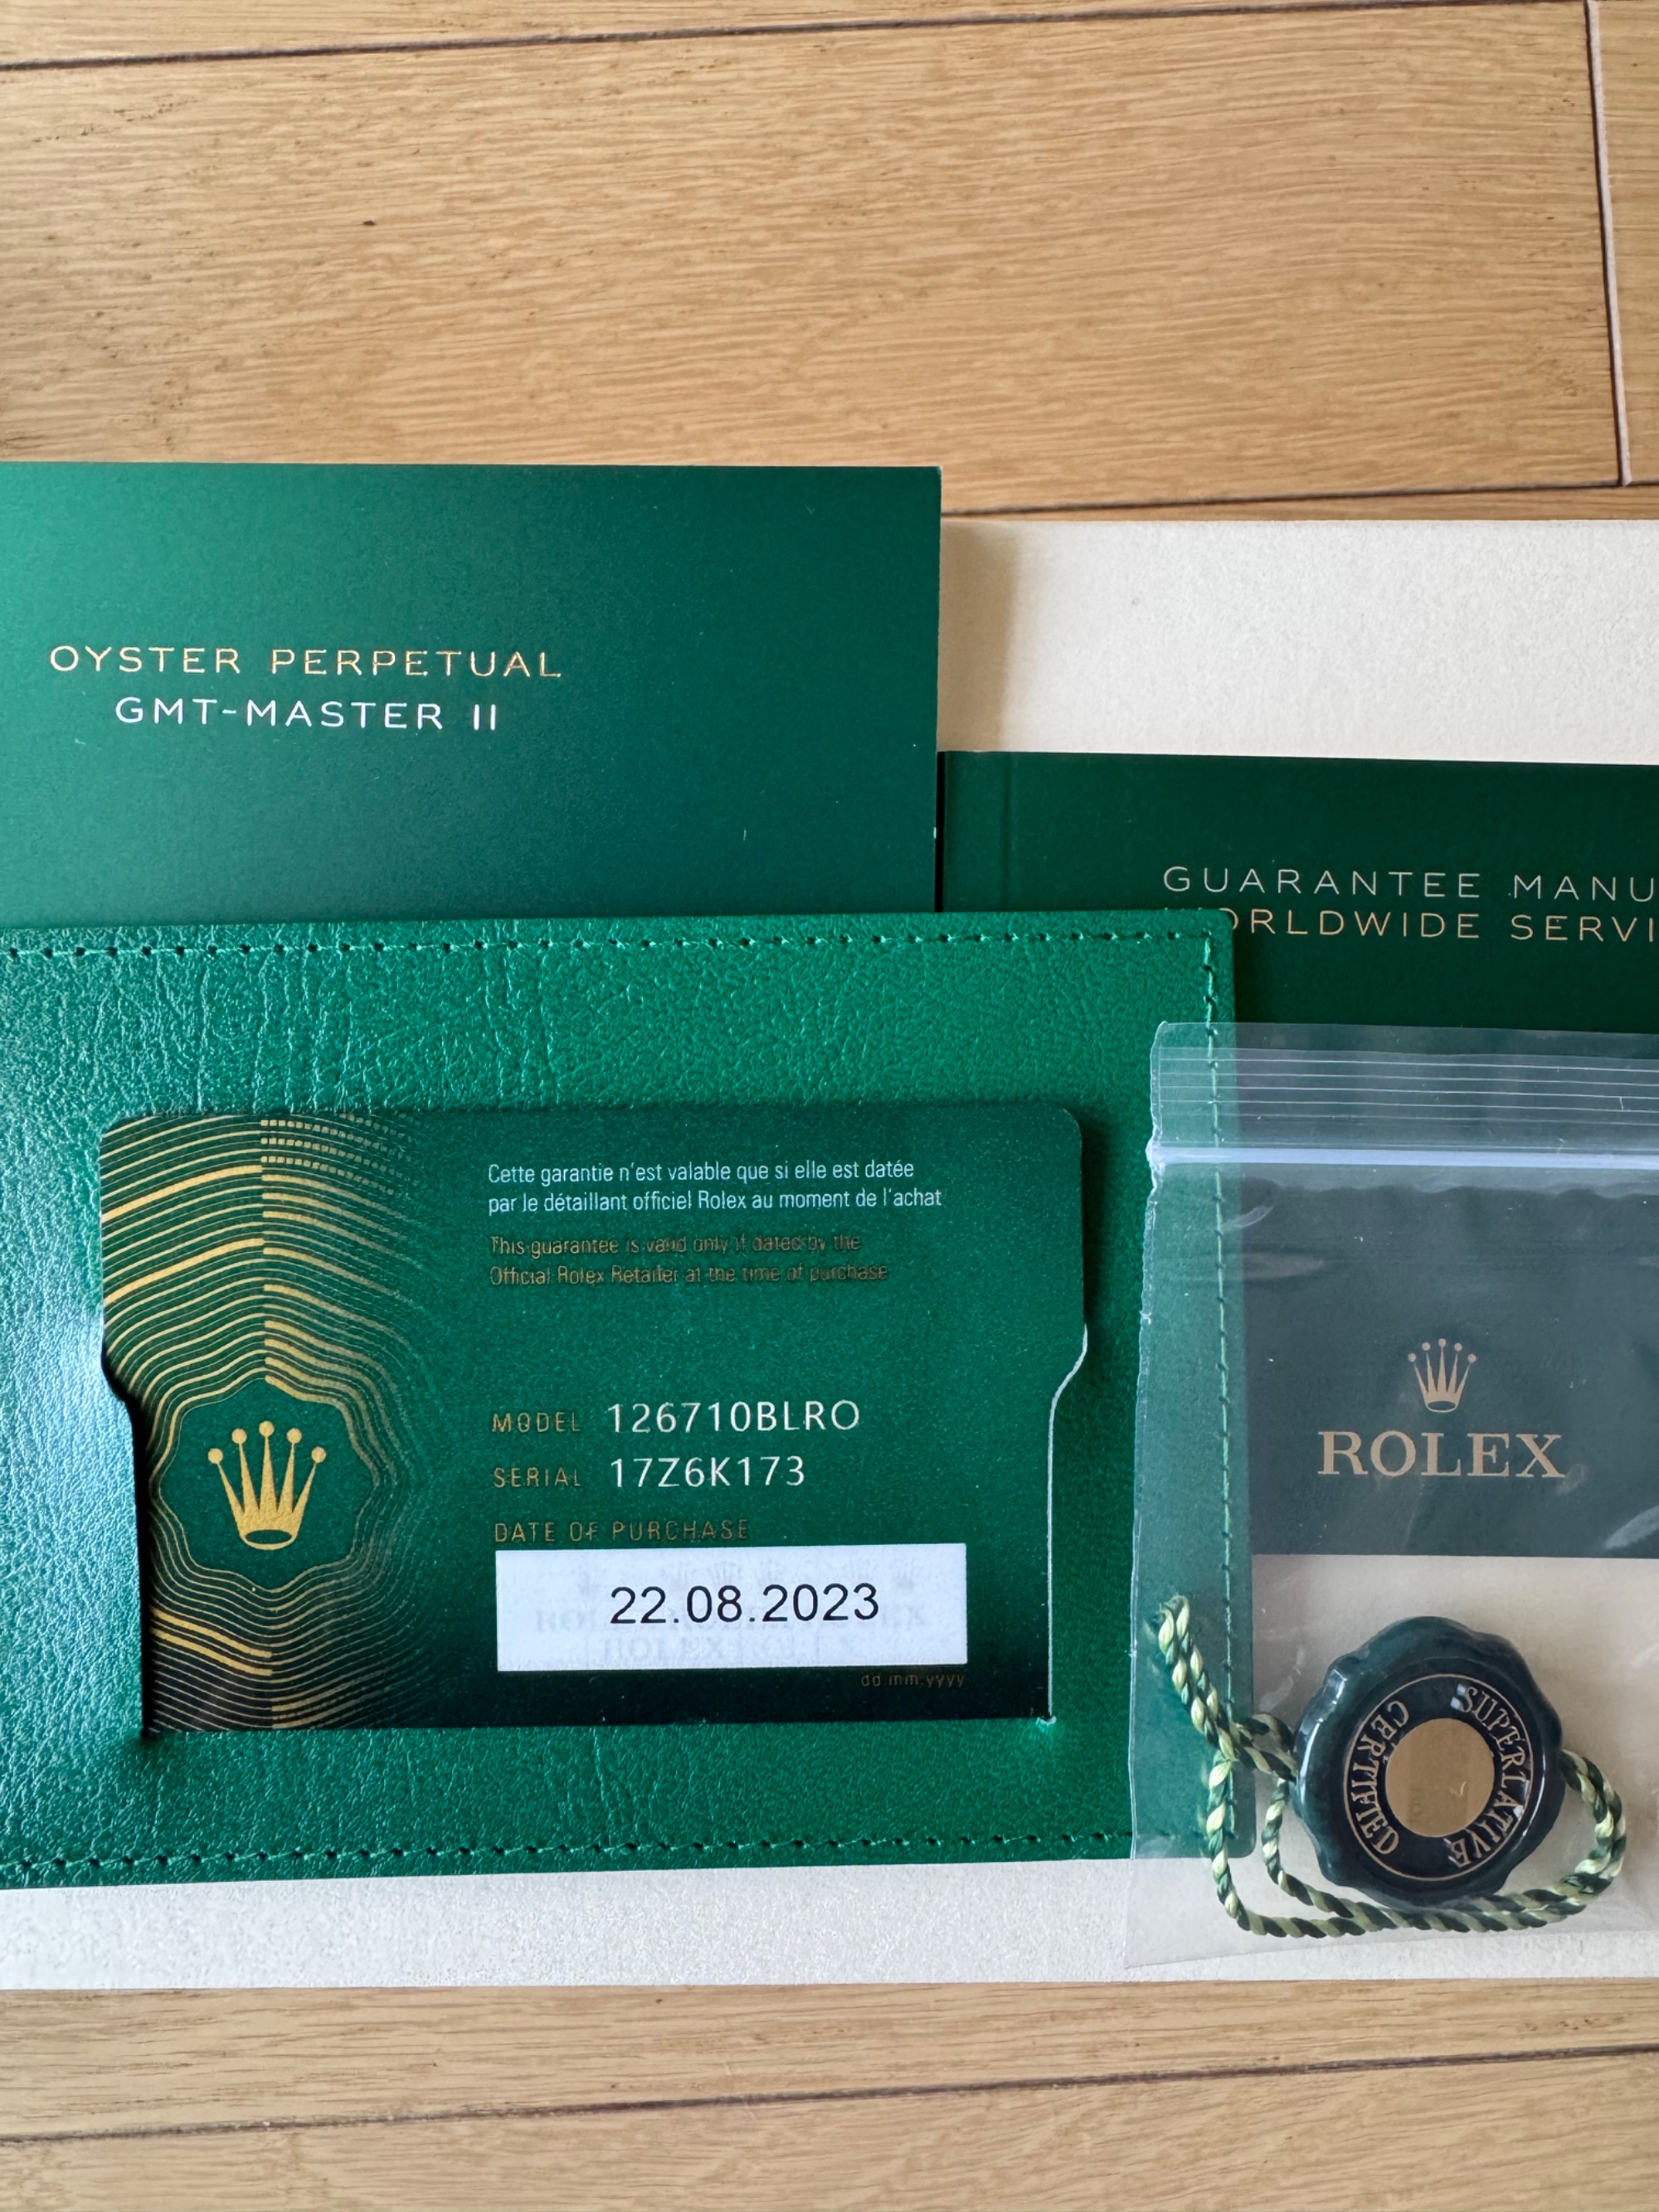 OYSTER PERPETUAL
GMT-MASTER II
GUARANTEE MANU
ORLDWIDE SERVI
Cette garantie n'est valable que si elle est datée
par le détaillant officiel Rolex au moment de l'achat
This guarantee is valid only if dated by the
Official Rolex Retailer at the time of purchase
MODEL 126710BLRO
SERIAL 17Z6K173
DATE OF PURCHASE
22.08.2023
dd.mm.yyyy
ROLEX
SUPERLATIVE
CERTIFIED